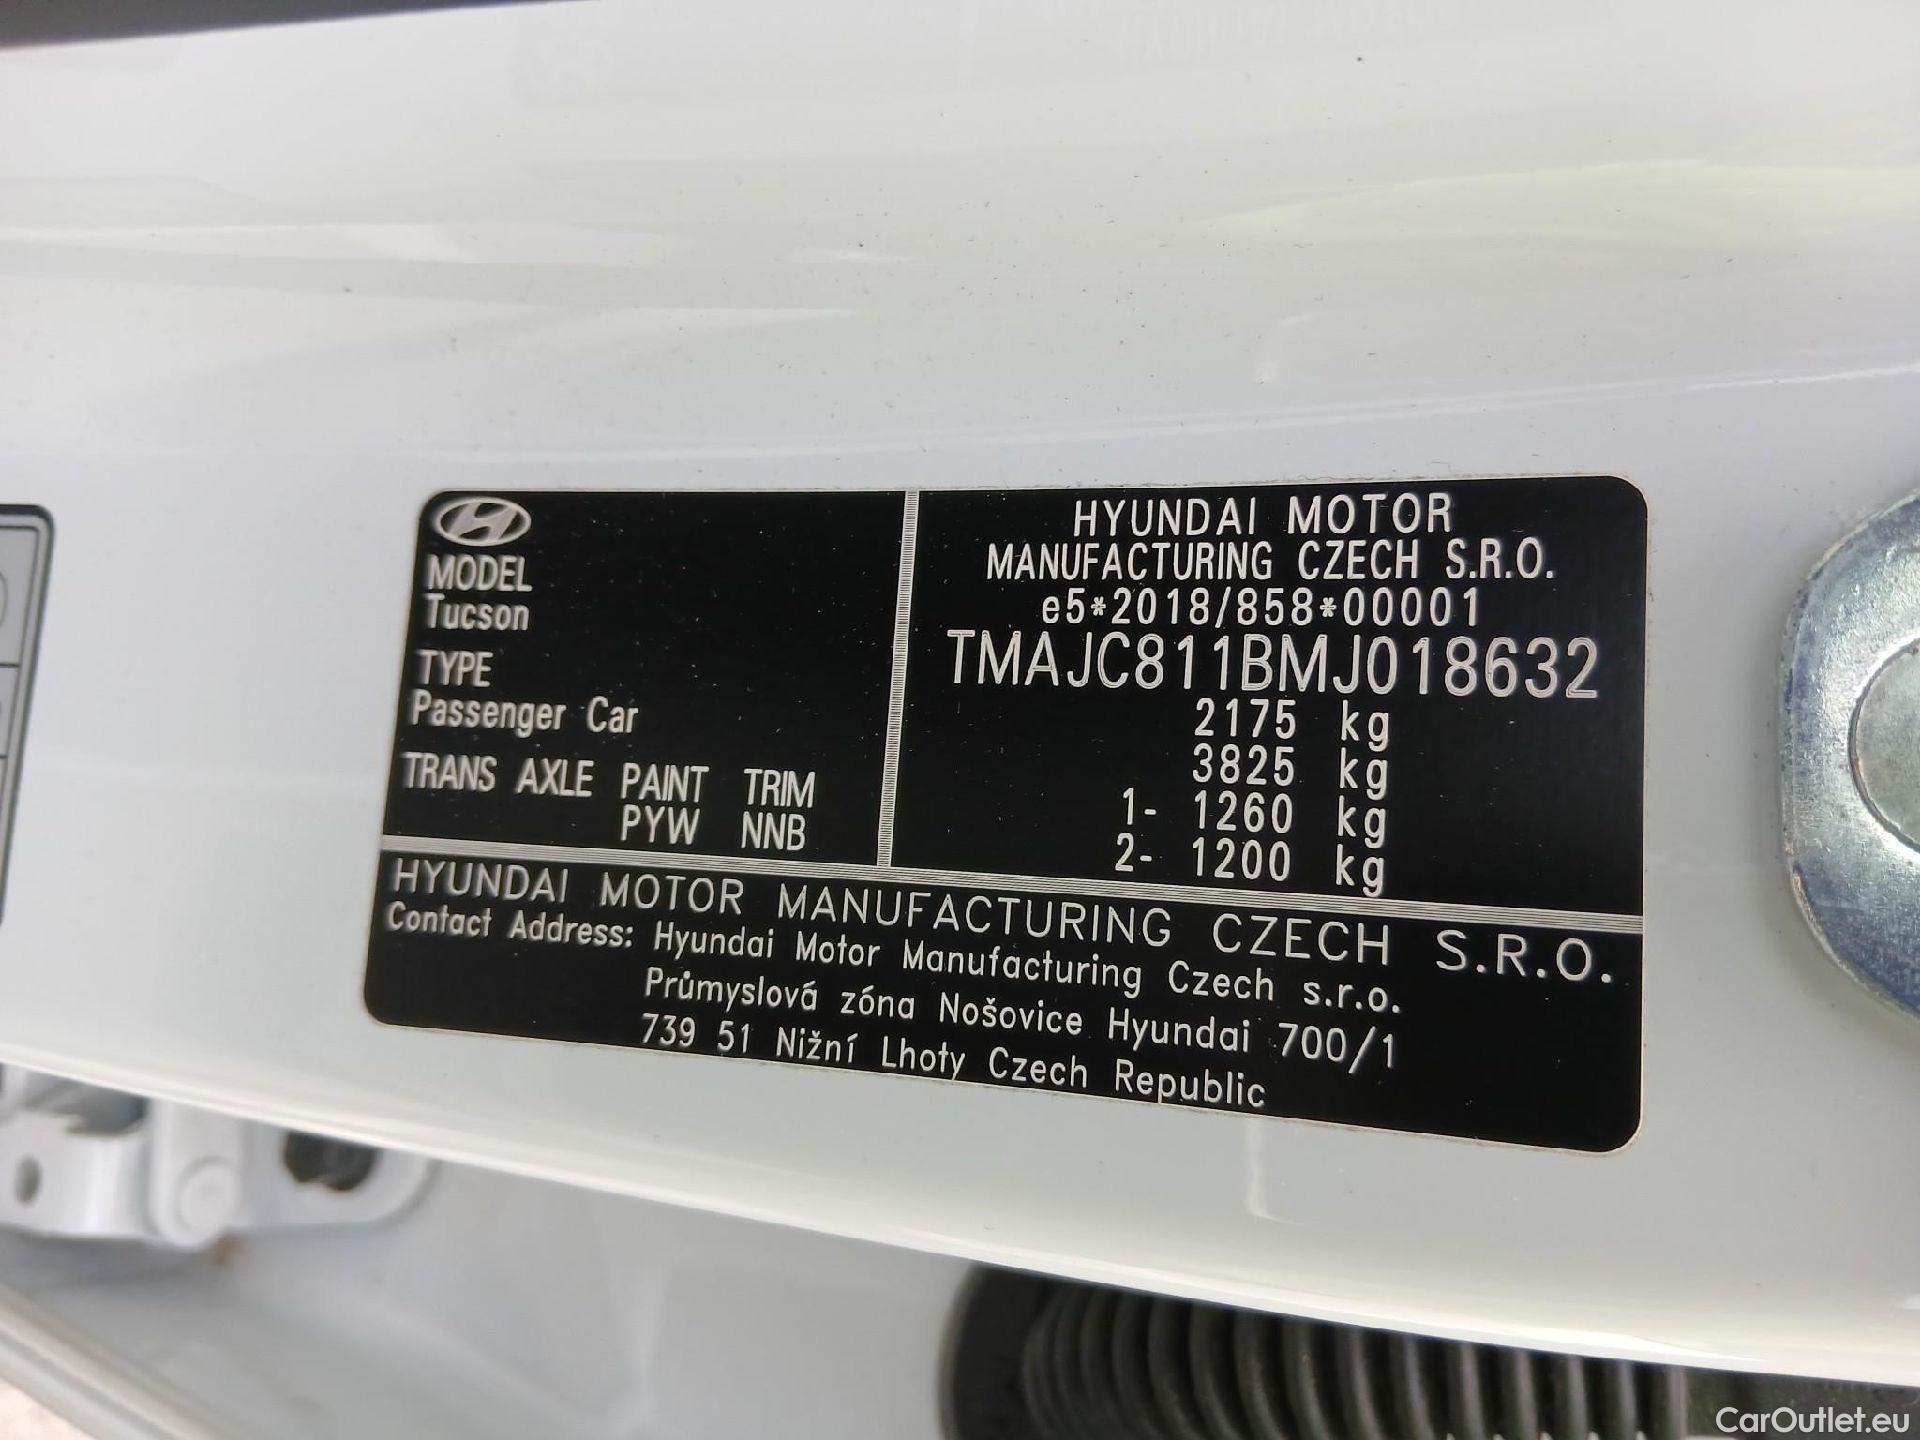 MODEL
Tucson
TYPE
Passenger Car
TRANS AXLE PAINT TRIM
PYW NNB
HYUNDAI MOTOR
MANUFACTURING CZECH S.R.O.
e5*2018/858*00001
TMAJC811BMJ018632
2175 kg
3825 kg
1- 1260 kg
2- 1200 kg
HYUNDAI MOTOR MANUFACTURING CZECH S.R.O.
Contact Address: Hyundai Motor Manufacturing Czech s.r.o.
Průmyslová zóna Nošovice Hyundai 700/1
739 51 Nižní Lhoty Czech Republic
CarOutlet.eu